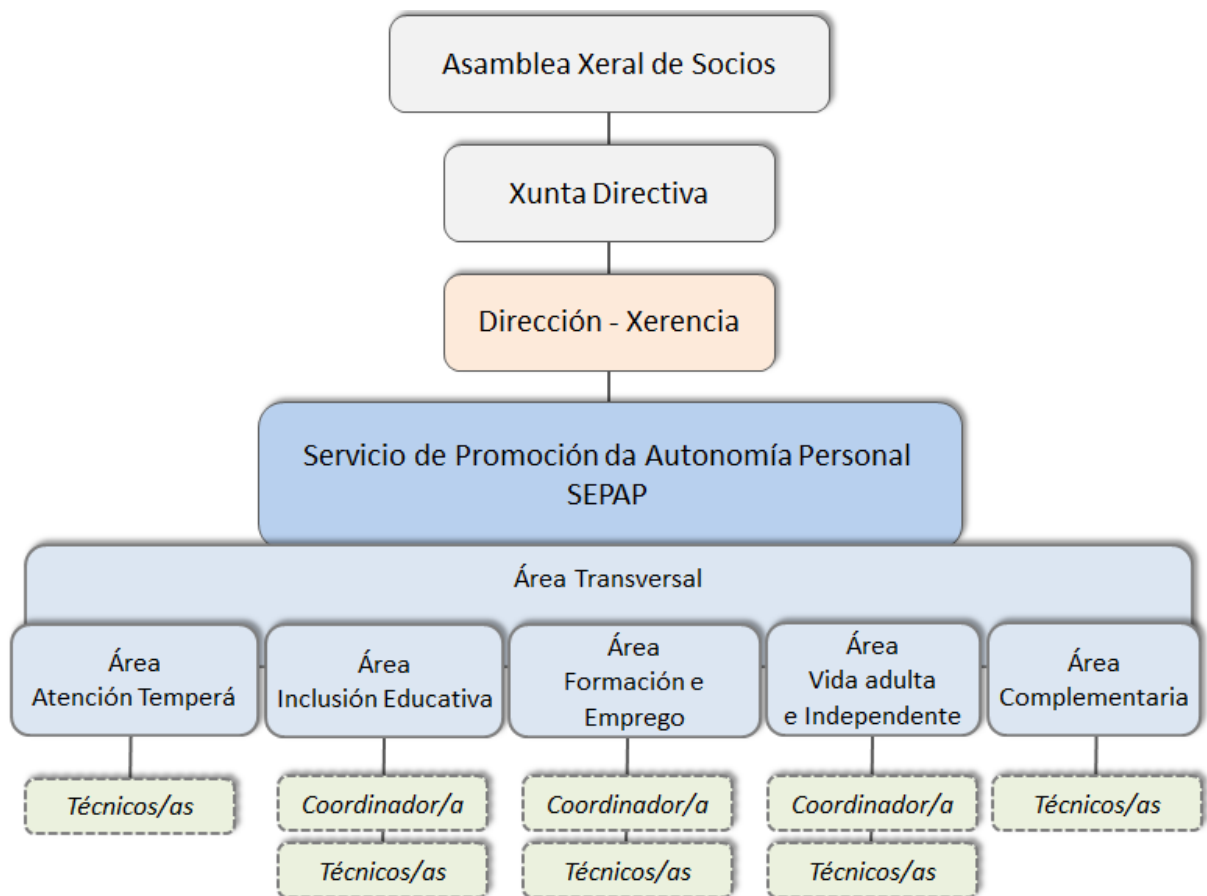 Asamblea Xeral de Socios
Xunta Directiva
Dirección - Xerencia
Servicio de Promoción da Autonomía Personal
SEPAP
Área Transversal
Área
Atención Temperá
Área
Inclusión Educativa
Área
Formación e
Emprego
Área
Vida adulta
e Independente
Área
Complementaria
Técnicos/as
Coordinador/a
Coordinador/a
Coordinador/a
Técnicos/as
Técnicos/as
Técnicos/as
Técnicos/as